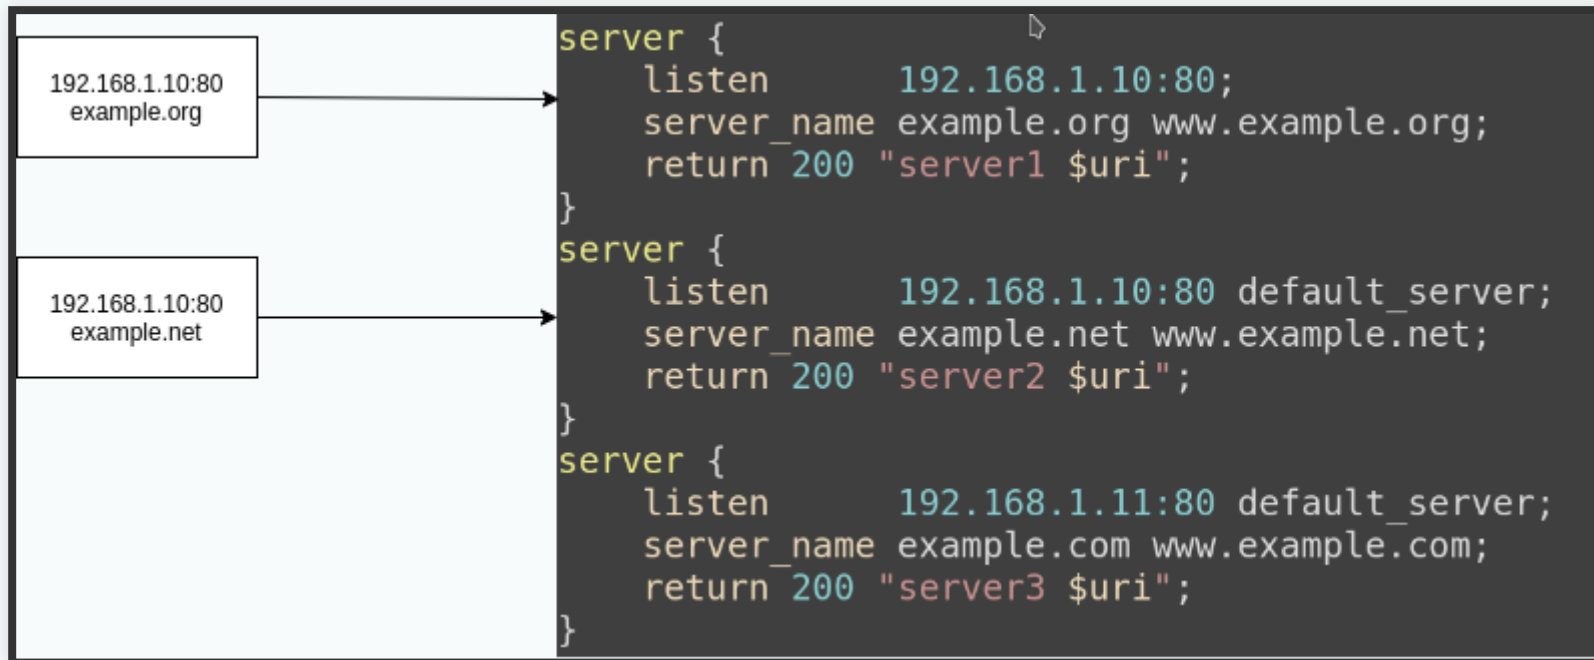 192.168.1.10:80
example.org
192.168.1.10:80
example.net
server {
    listen      192.168.1.10:80;
    server_name example.org www.example.org;
    return 200 "server1 $uri";
}
server {
    listen      192.168.1.10:80 default_server;
    server_name example.net www.example.net;
    return 200 "server2 $uri";
}
server {
    listen      192.168.1.11:80 default_server;
    server_name example.com www.example.com;
    return 200 "server3 $uri";
}